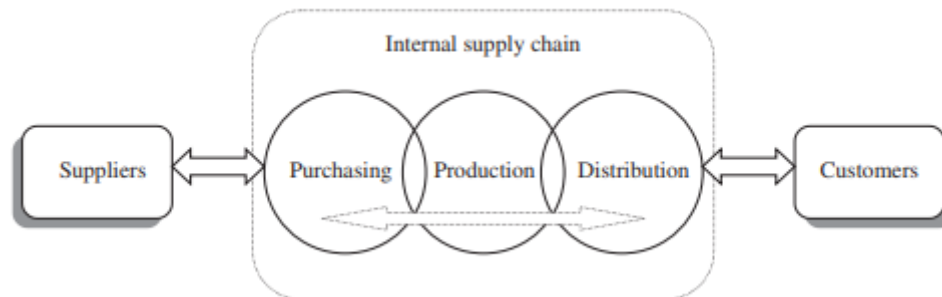 Internal supply chain
Suppliers
Purchasing
Production
Distribution
Customers